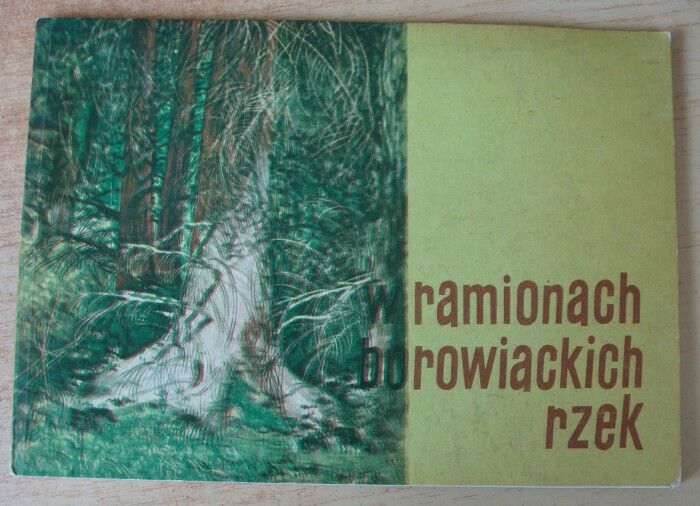 w ramionach
borowiackich
rzek